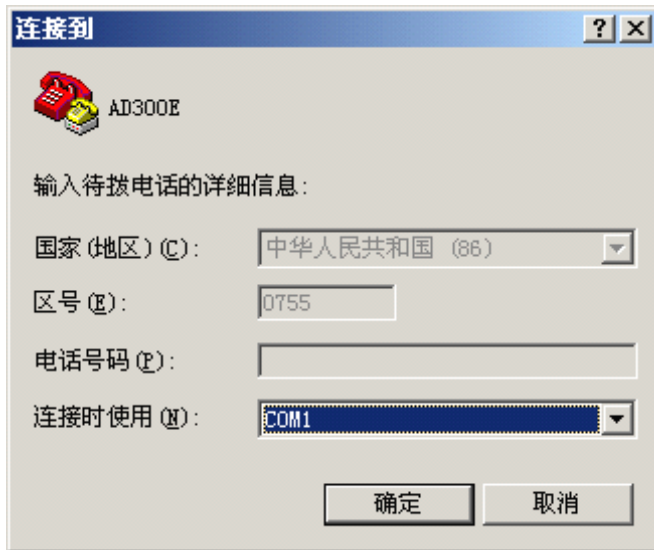 连接到
AD300E
输入待拨电话的详细信息:
国家(地区)(C): 中华人民共和国 (86)
区号(E): 0755
电话号码(P):
连接时使用(N): COM1
确定 取消